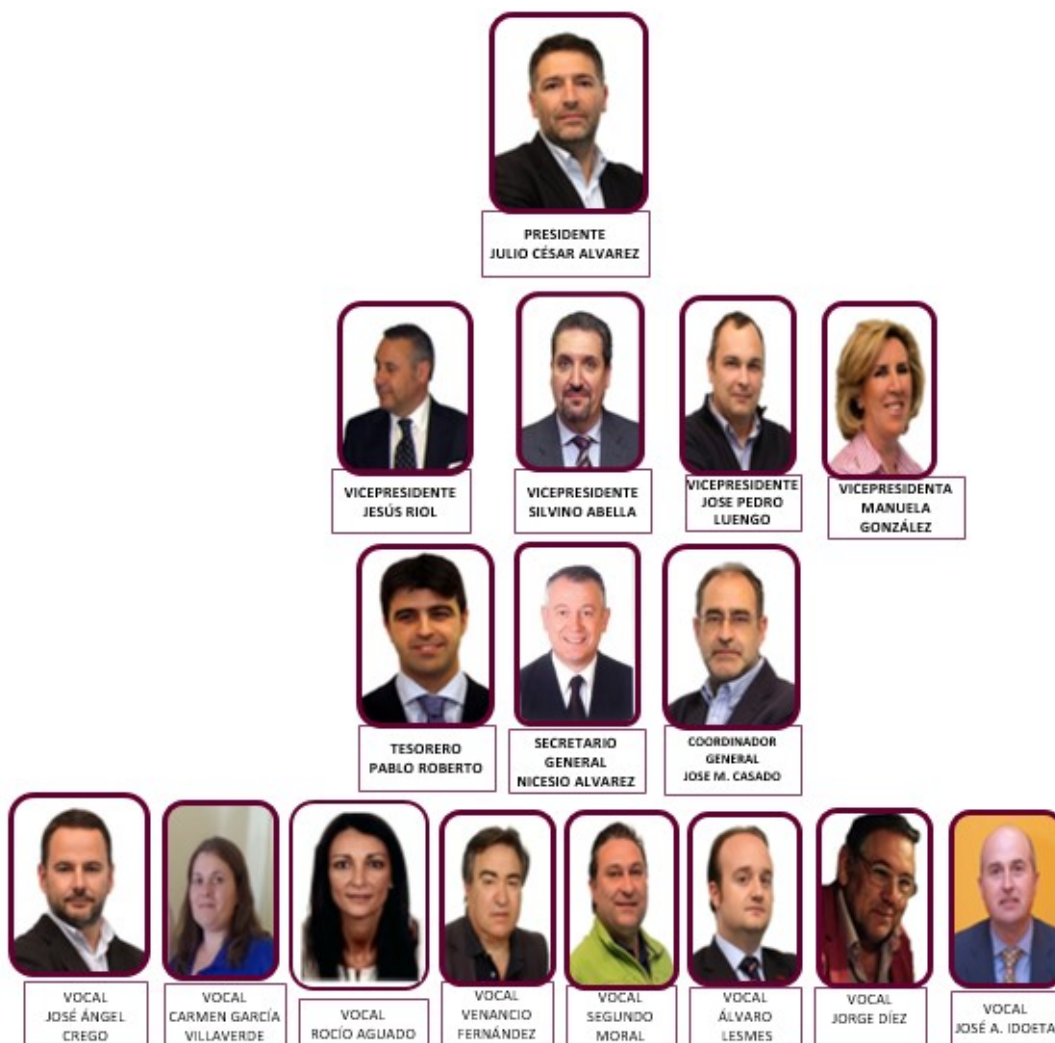 PRESIDENTE
JULIO CÉSAR ALVAREZ
VICEPRESIDENTE
JESÚS RIOL
VICEPRESIDENTE
SILVINO ABELLA
VICEPRESIDENTE
JOSE PEDRO
LUENGO
VICEPRESIDENTA
MANUELA
GONZÁLEZ
TESORERO
PABLO ROBERTO
SECRETARIO
GENERAL
NICESIO ALVAREZ
COORDINADOR
GENERAL
JOSE M. CASADO
VOCAL
JOSÉ ÁNGEL
CREGO
VOCAL
CARMEN GARCÍA
VILLAVERDE
VOCAL
ROCÍO AGUADO
VOCAL
VENANCIO
FERNÁNDEZ
VOCAL
SEGUNDO
MORAL
VOCAL
ÁLVARO
LESMES
VOCAL
JORGE DÍEZ
VOCAL
JOSÉ A. IDOETA